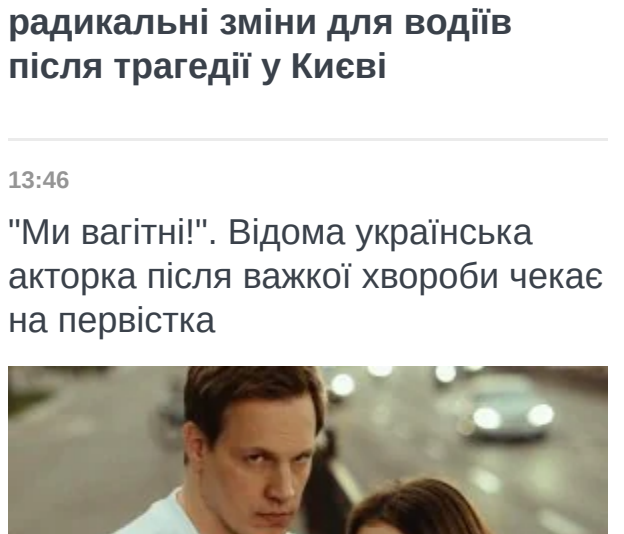 радикальні зміни для водіїв
після трагедії у Києві
13:46
"Ми вагітні!". Відома українська
акторка після важкої хвороби чекає
на первістка